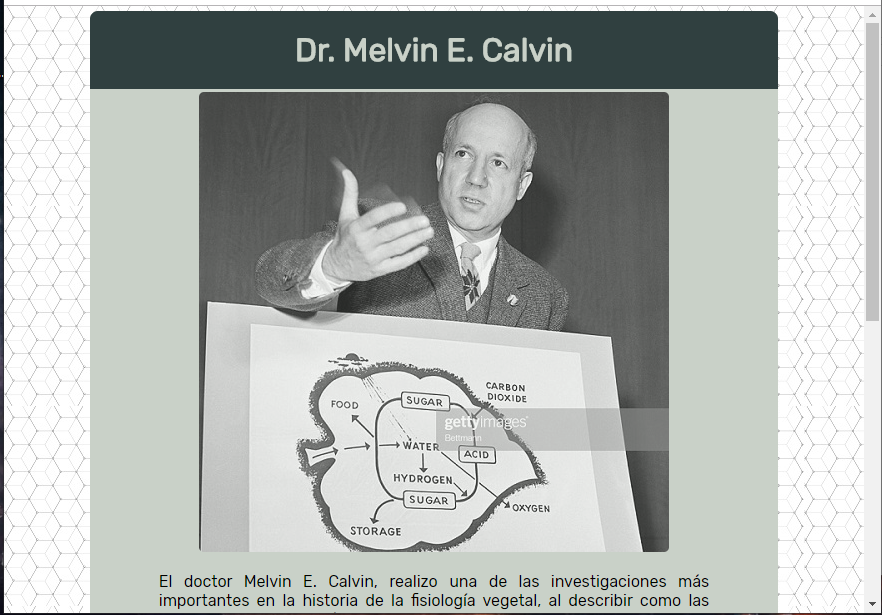 Dr. Melvin E. Calvin
FOOD
SUGAR
CARBON
DIOXIDE
gettyimages®
Bettmann
WATER
ACID
HYDROGEN
SUGAR
OXYGEN
STORAGE
El doctor Melvin E. Calvin, realizo una de las investigaciones más
importantes en la historia de la fisiología vegetal, al describir como las